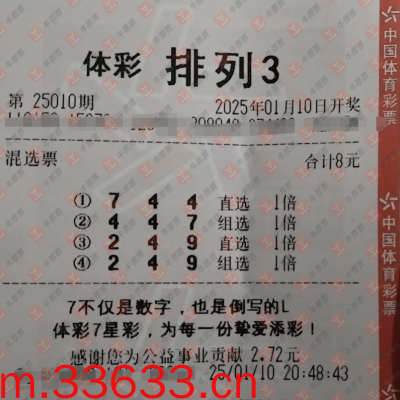 体彩 排列3
第 25010期 2025年01月10日开奖
混选票 合计8元
① 7 4 4 直选 1倍
② 4 4 7 组选 1倍
③ 2 4 9 直选 1倍
④ 2 4 9 组选 1倍
7不仅是数字，也是倒写的L
体彩7星彩，为每一份挚爱添彩！
感谢您为公益事业贡献 2.72元
25/01/10 20:48:43
m.33633.cn
中国体育彩票
中国体育彩票